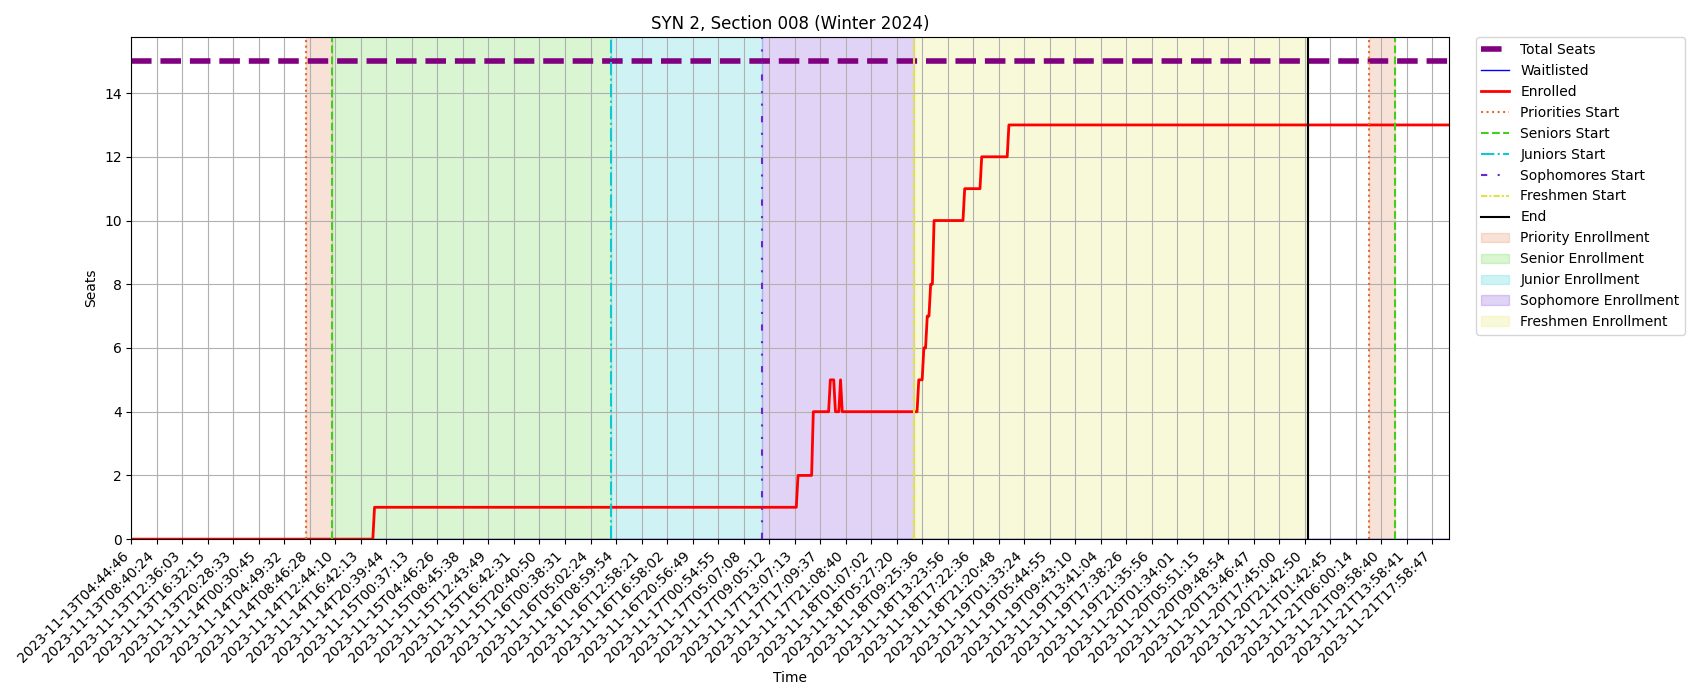 SYN 2, Section 008 (Winter 2024)
Seats
14
12
10
8
6
4
2
0
2023-11-13T04:44:46
2023-11-13T08:40:24
2023-11-13T12:36:03
2023-11-13T16:32:15
2023-11-13T20:28:33
2023-11-14T00:30:45
2023-11-14T04:49:32
2023-11-14T08:46:28
2023-11-14T12:44:10
2023-11-14T16:42:13
2023-11-14T20:39:44
2023-11-15T00:37:13
2023-11-15T04:46:26
2023-11-15T08:45:38
2023-11-15T12:43:49
2023-11-15T16:42:31
2023-11-15T20:40:50
2023-11-16T00:38:31
2023-11-16T05:02:24
2023-11-16T08:59:54
2023-11-16T12:58:21
2023-11-16T16:58:02
2023-11-16T20:56:49
2023-11-17T00:54:55
2023-11-17T05:07:08
2023-11-17T09:05:12
2023-11-17T13:07:13
2023-11-17T17:09:37
2023-11-17T21:08:40
2023-11-18T01:07:02
2023-11-18T05:27:20
2023-11-18T09:25:36
2023-11-18T13:23:56
2023-11-18T17:22:36
2023-11-18T21:20:48
2023-11-19T01:33:24
2023-11-19T05:44:55
2023-11-19T09:43:10
2023-11-19T13:41:04
2023-11-19T17:38:26
2023-11-19T21:35:56
2023-11-20T01:34:01
2023-11-20T05:51:15
2023-11-20T09:48:54
2023-11-20T13:46:47
2023-11-20T17:45:00
2023-11-20T21:42:50
2023-11-21T01:42:45
2023-11-21T06:00:14
2023-11-21T09:58:40
2023-11-21T13:58:41
2023-11-21T17:58:47
Time
Total Seats
Waitlisted
Enrolled
Priorities Start
Seniors Start
Juniors Start
Sophomores Start
Freshmen Start
End
Priority Enrollment
Senior Enrollment
Junior Enrollment
Sophomore Enrollment
Freshmen Enrollment